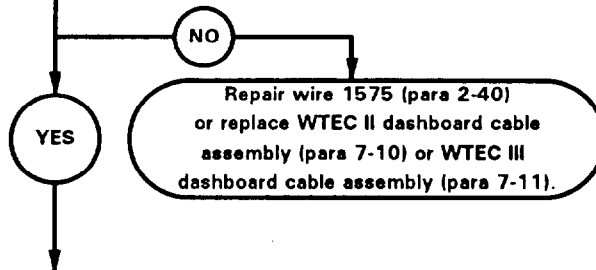 NO
YES
Repair wire 1575 (para 2-40)
or replace WTEC II dashboard cable
assembly (para 7-10) or WTEC III
dashboard cable assembly (para 7-11).